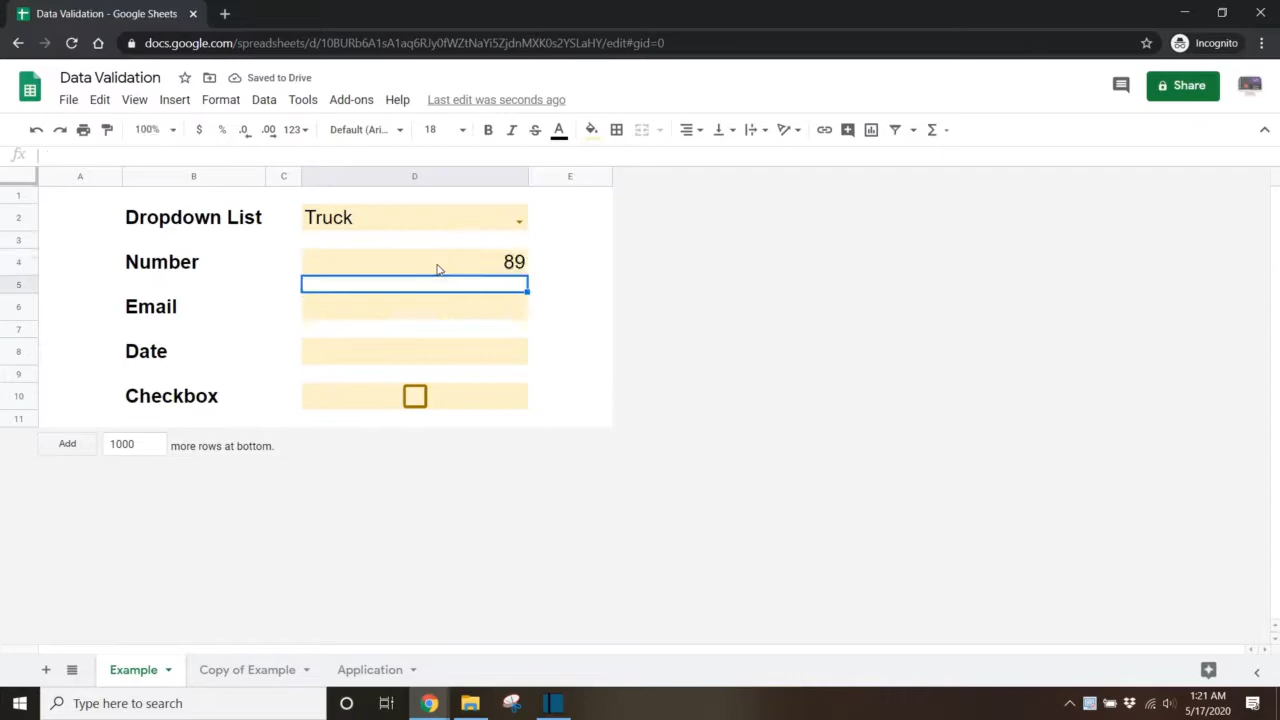 Data Validation - Google Sheets
docs.google.com/spreadsheets/d/10BURb6A1sA1aq6RJy0fWZtNaYi5ZjdnMXK0s2YSLaHY/edit#gid=0
Incognito
Data Validation
Saved to Drive
File Edit View Insert Format Data Tools Add-ons Help Last edit was seconds ago
Share
100% $ % .0 .00 123 Default (Ari... 18 B I S A Σ
fx
A B C D E
1
2 Dropdown List Truck
3
4 Number 89
5
6 Email
7
8 Date
9
10 Checkbox
11
Add 1000 more rows at bottom.
Example Copy of Example Application
Type here to search
1:21 AM
5/17/2020